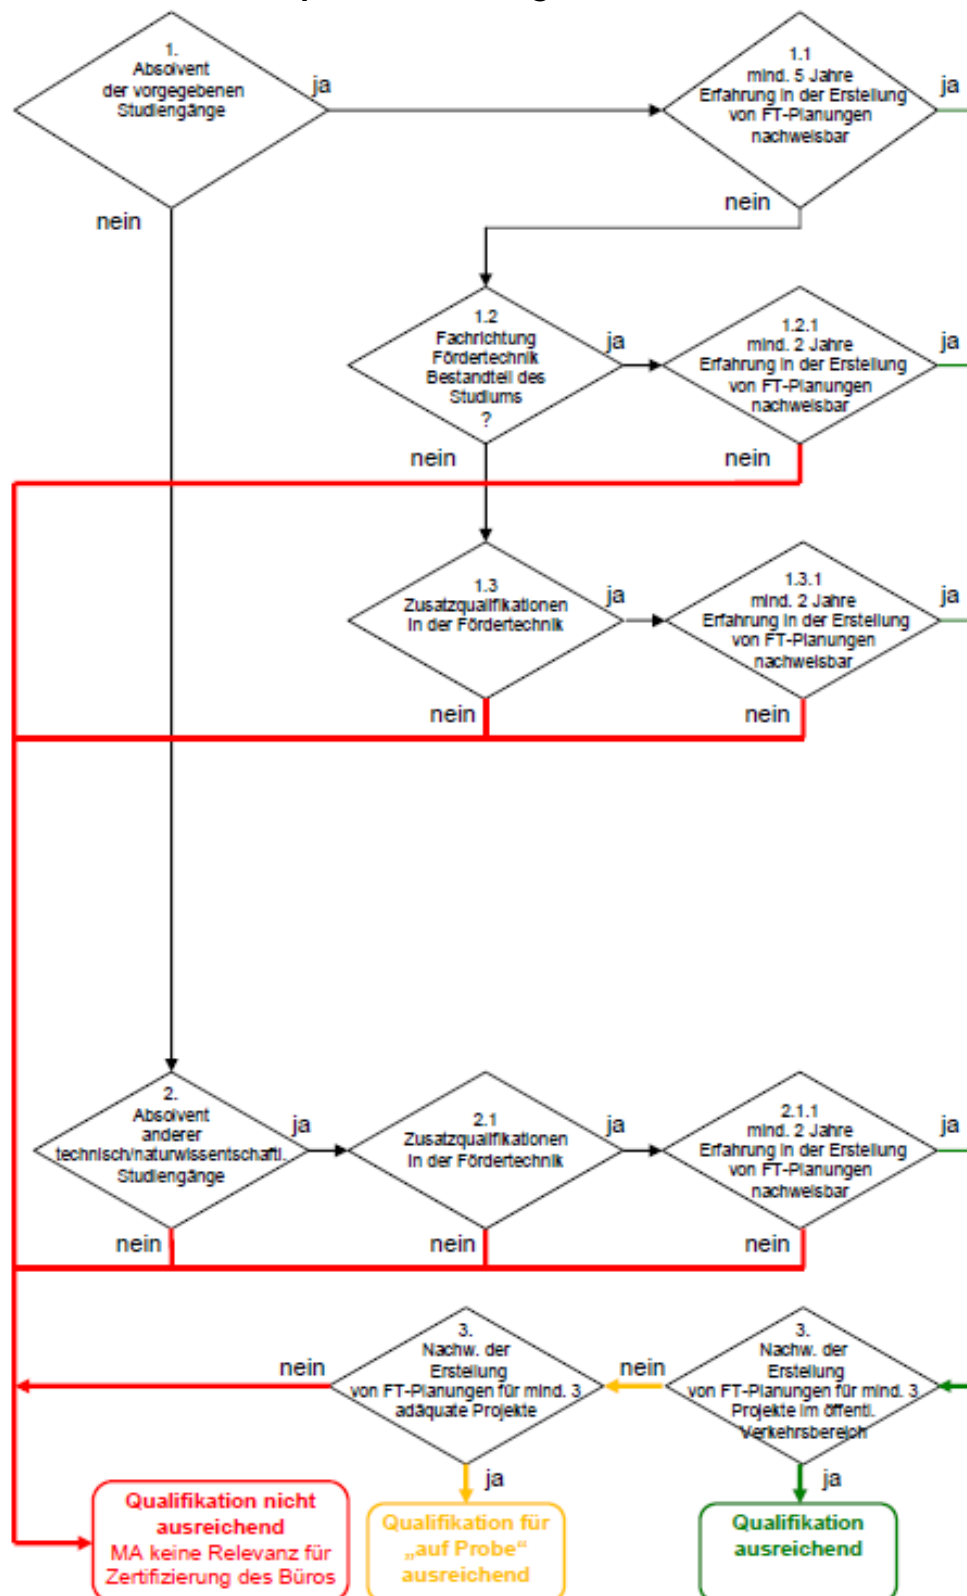 1.
Absolvent
der vorgegebenen
Studiengänge
ja
1.1
mind. 5 Jahre
Erfahrung in der Erstellung
von FT-Planungen
nachweisbar
ja
nein
nein
1.2
Fachrichtung
Fördertechnik
Bestandteil des
Studiums
?
ja
1.2.1
mind. 2 Jahre
Erfahrung in der Erstellung
von FT-Planungen
nachweisbar
ja
nein
nein
1.3
Zusatzqualifikationen
in der Fördertechnik
ja
1.3.1
mind. 2 Jahre
Erfahrung in der Erstellung
von FT-Planungen
nachweisbar
ja
nein
nein
2.
Absolvent
anderer
technisch/naturwissentschaftl.
Studiengänge
ja
2.1
Zusatzqualifikationen
in der Fördertechnik
ja
2.1.1
mind. 2 Jahre
Erfahrung in der Erstellung
von FT-Planungen
nachweisbar
ja
nein
nein
nein
nein
3.
Nachw. der
Erstellung
von FT-Planungen für mind. 3
adäquate Projekte
nein
3.
Nachw. der
Erstellung
von FT-Planungen für mind. 3
Projekte im öffentl.
Verkehrsbereich
ja
ja
Qualifikation nicht
ausreichend
MA keine Relevanz für
Zertifizierung des Büros
Qualifikation für
„auf Probe“
ausreichend
Qualifikation
ausreichend